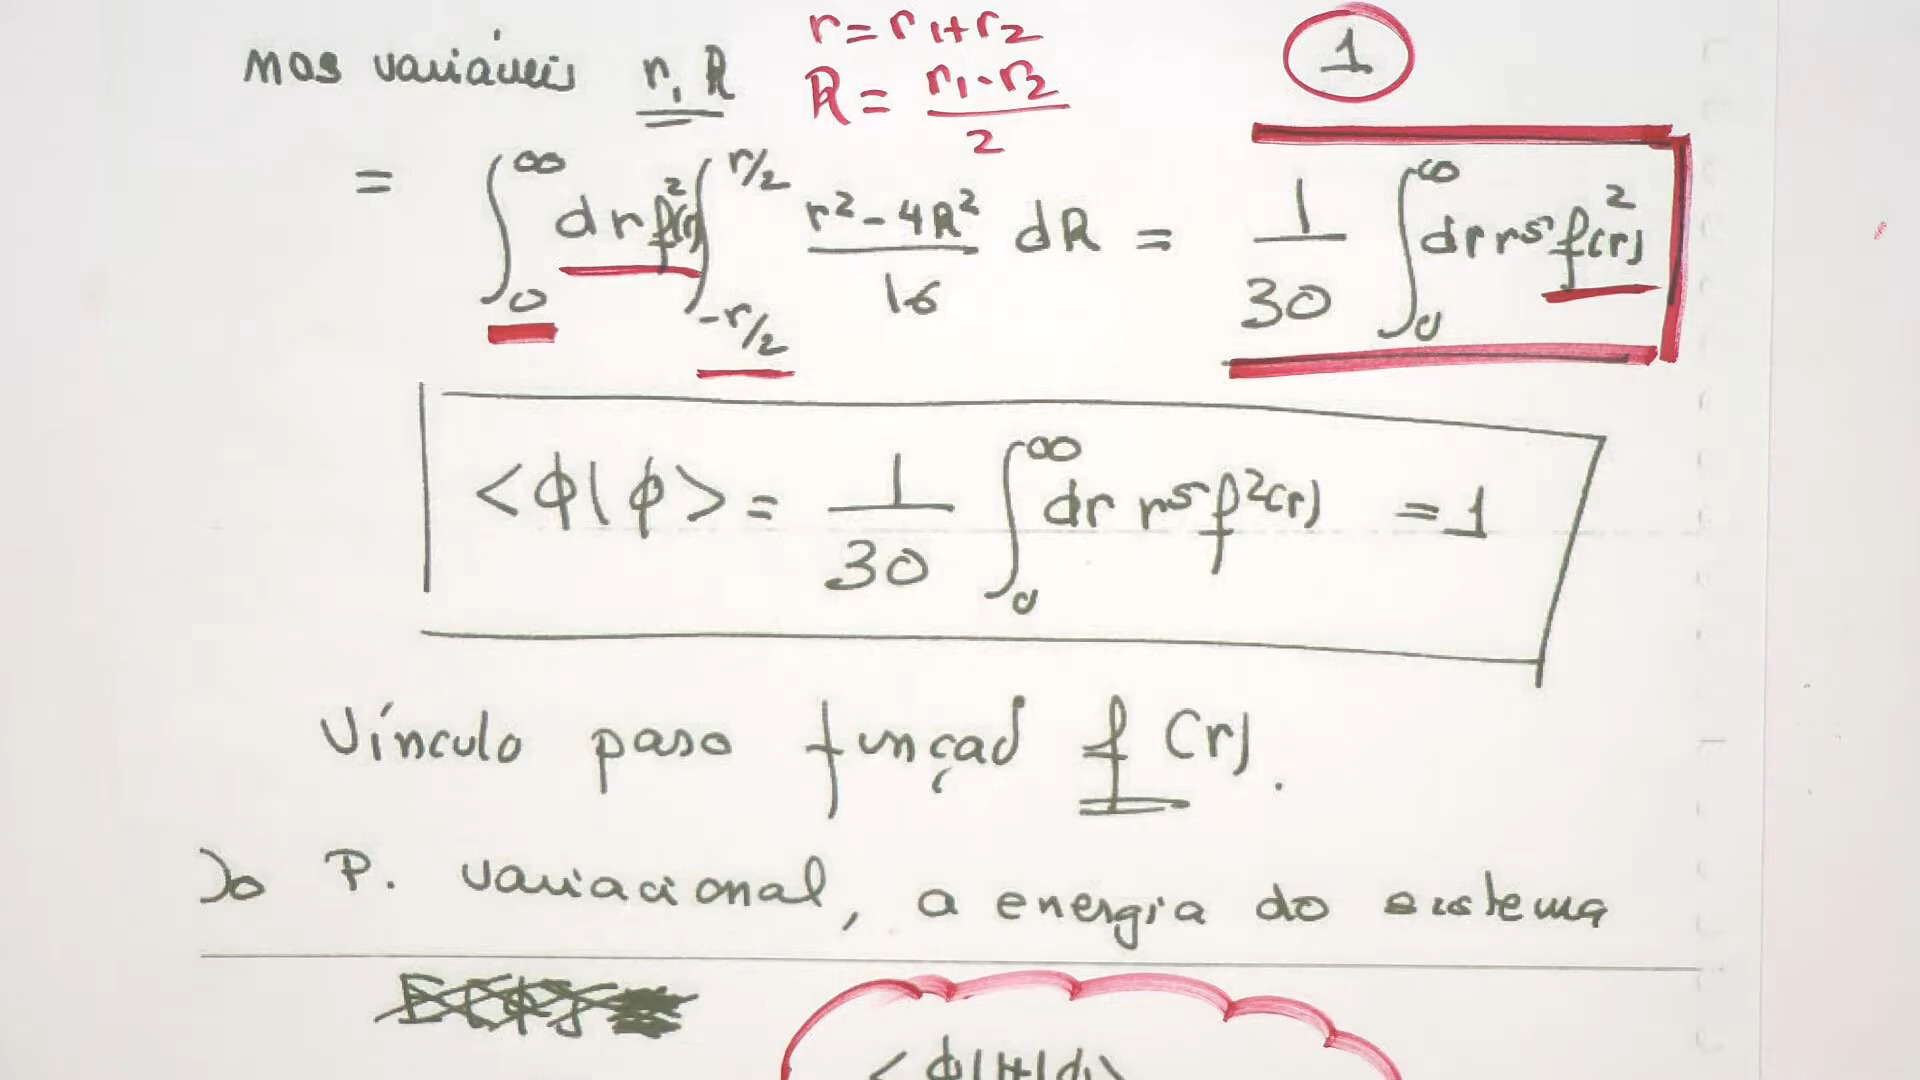 nas variáveis r, R r = r₁+r₂ 1
R = (r₁-r₂)/2
= ∫₀^∞ dr f²(r) ∫_{-r/2}^{r/2} (r² - 4R²)/16 dR = 1/30 ∫₀^∞ dr r⁵ f²(r)
<ϕ|ϕ> = 1/30 ∫₀^∞ dr r⁵ f²(r) = 1
Vínculo para função f(r).
Do P. variacional, a energia do sistema
<ϕ|H|ϕ>